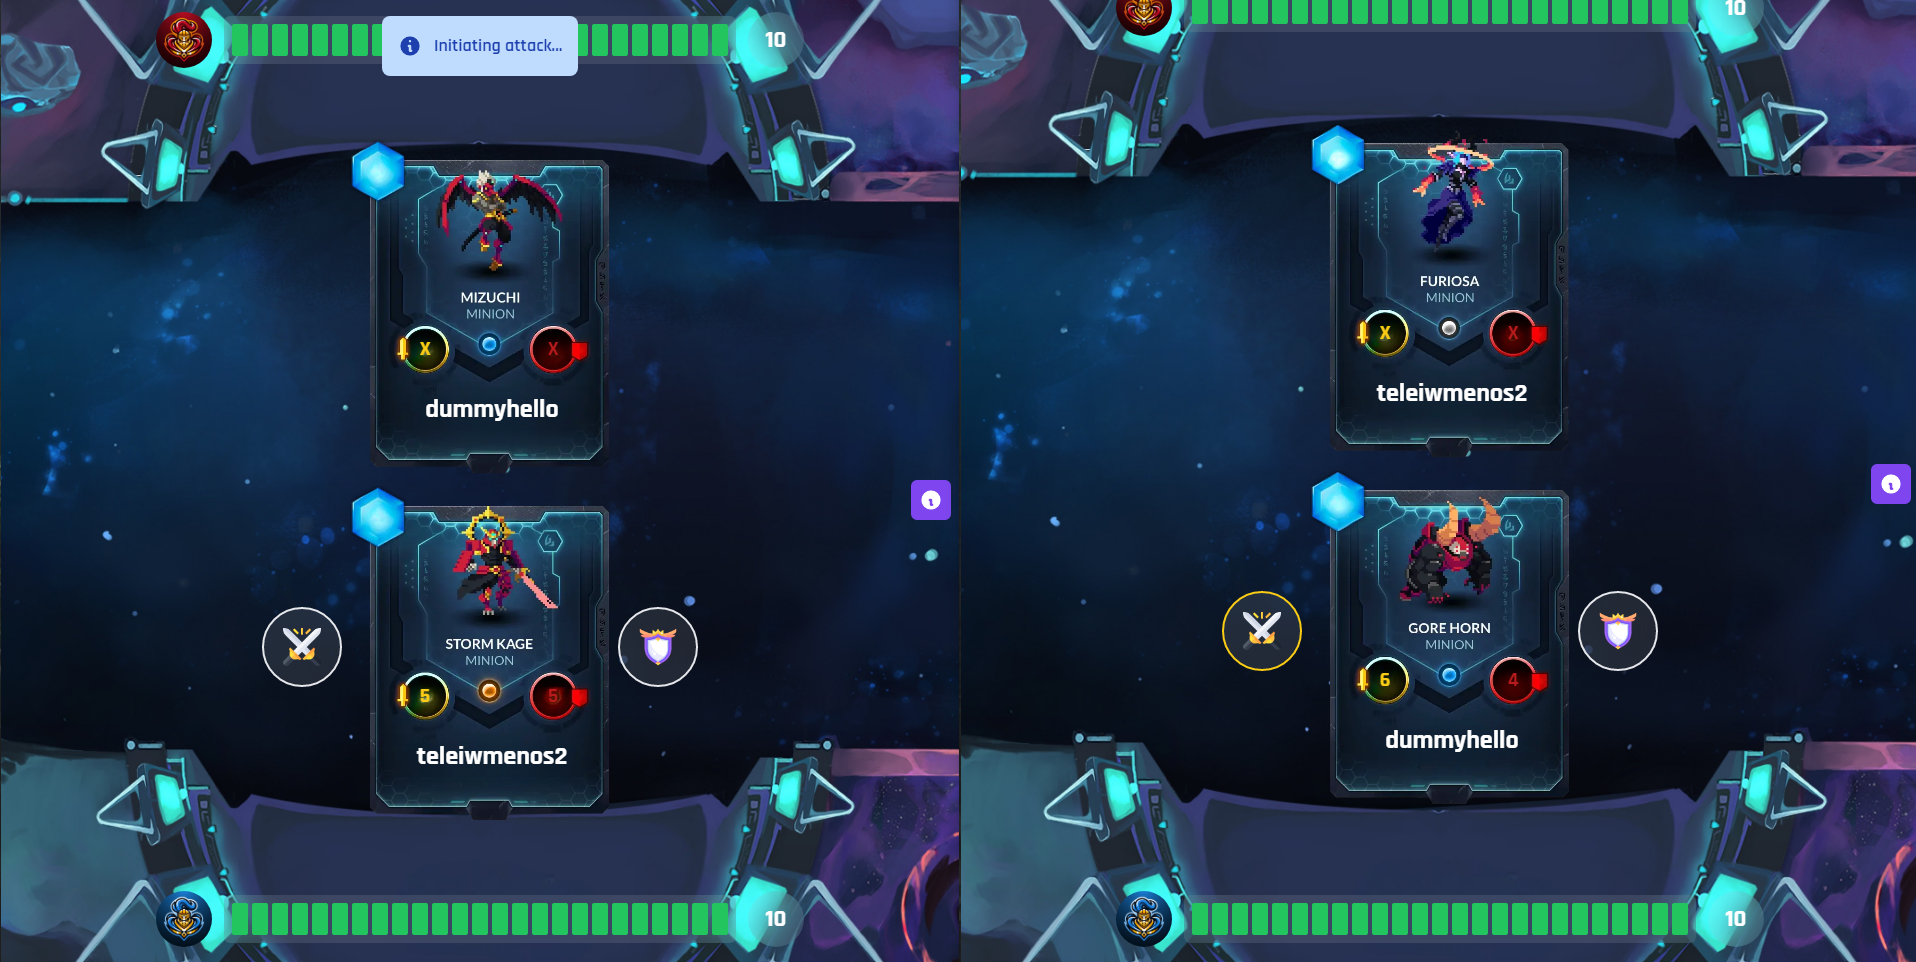 10
Initiating attack...
MIZUCHI
MINION
X
X
dummyhello
STORM KAGE
MINION
5
5
teleiwmenos2
10
10
FURIOSA
MINION
X
X
teleiwmenos2
GORE HORN
MINION
6
4
dummyhello
10